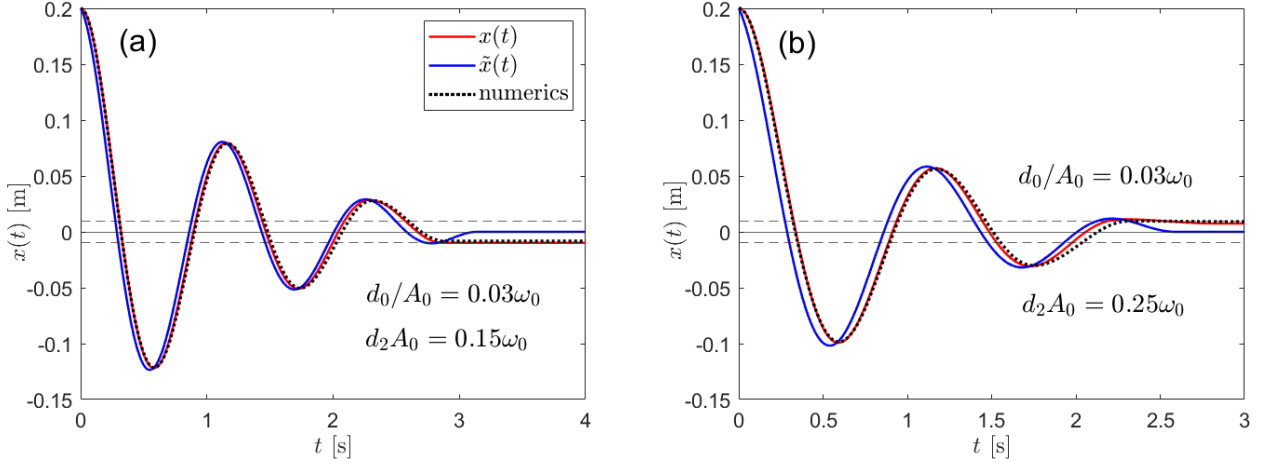 (a)
x(t)
x̃(t)
numerics
d₀/A₀ = 0.03ω₀
d₂A₀ = 0.15ω₀
0.2
0.15
0.1
0.05
0
-0.05
-0.1
-0.15
x(t) [m]
0 1 2 3 4
t [s]
(b)
d₀/A₀ = 0.03ω₀
d₂A₀ = 0.25ω₀
0.2
0.15
0.1
0.05
0
-0.05
-0.1
-0.15
x(t) [m]
0 0.5 1 1.5 2 2.5 3
t [s]